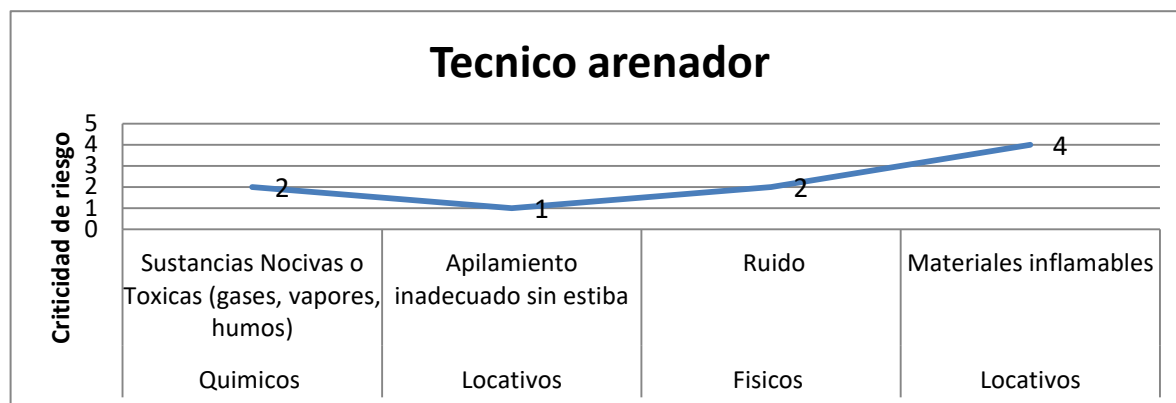 Tecnico arenador
Criticidad de riesgo
5
4
3
2
1
0
2
1
2
4
Sustancias Nocivas o
Toxicas (gases, vapores,
humos)
Apilamiento
inadecuado sin estiba
Ruido
Materiales inflamables
Quimicos
Locativos
Fisicos
Locativos